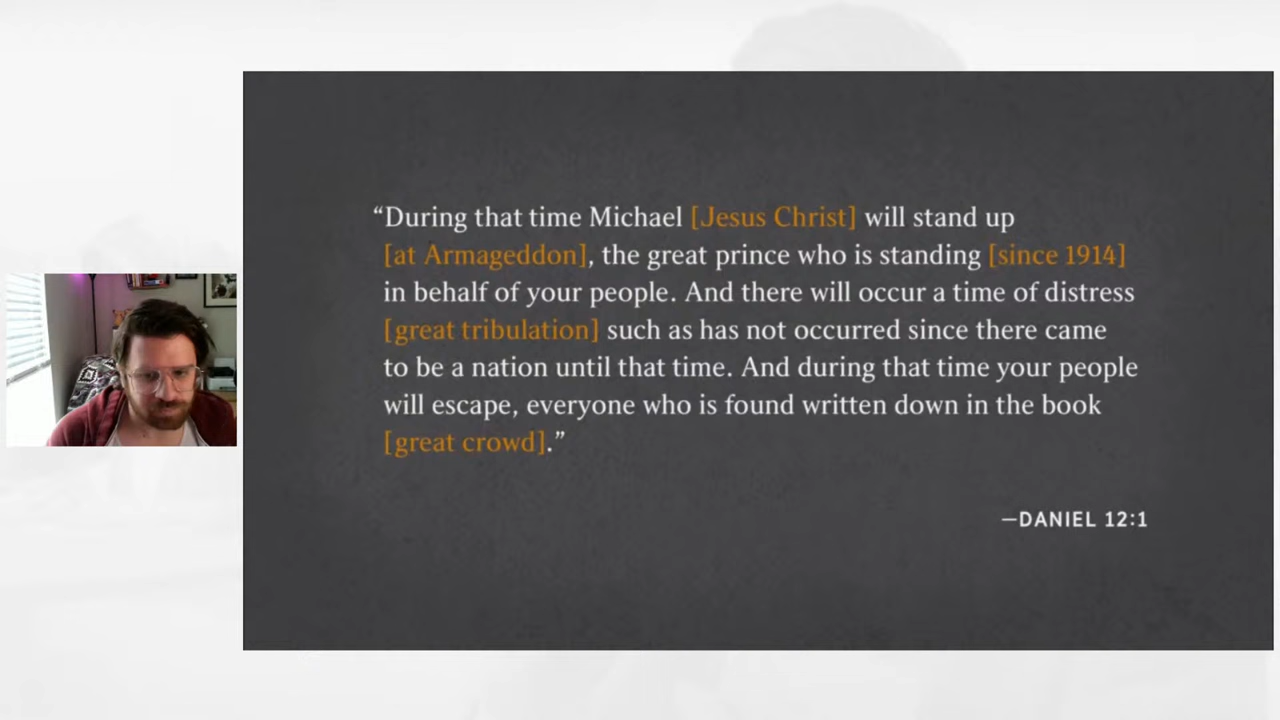 “During that time Michael [Jesus Christ] will stand up
[at Armageddon], the great prince who is standing [since 1914]
in behalf of your people. And there will occur a time of distress
[great tribulation] such as has not occurred since there came
to be a nation until that time. And during that time your people
will escape, everyone who is found written down in the book
[great crowd].”
—DANIEL 12:1